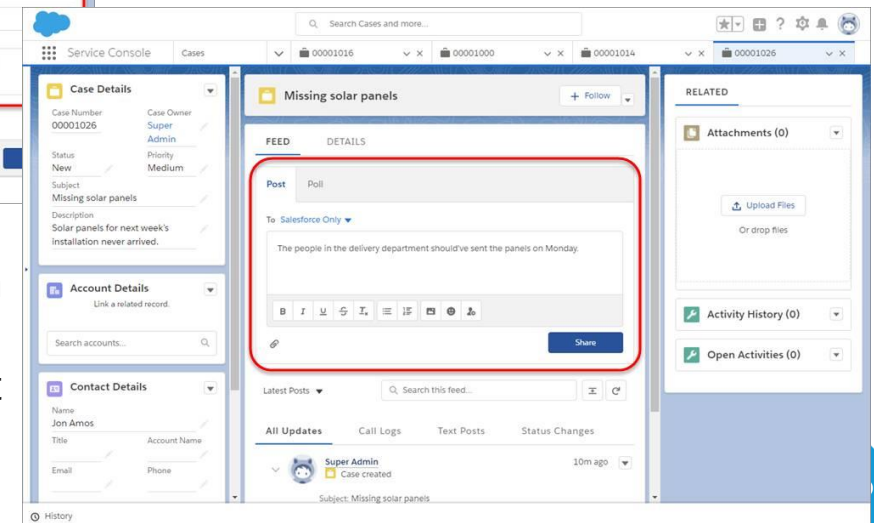 Search Cases and more...
Service Console Cases 00001016 00001000 00001014 00001026
Case Details
Case Number Case Owner
00001026 Super Admin
Status Priority
New Medium
Subject
Missing solar panels
Description
Solar panels for next week's
installation never arrived.
Account Details
Link a related record.
Search accounts...
Contact Details
Name
Jon Amos
Title Account Name
Email Phone
History
Missing solar panels + Follow
FEED DETAILS
Post Poll
To Salesforce Only
The people in the delivery department should've sent the panels on Monday.
B I U S Tx
Share
Latest Posts Search this feed...
All Updates Call Logs Text Posts Status Changes
Super Admin 10m ago
Case created
Subject: Missing solar panels
RELATED
Attachments (0)
Upload Files
Or drop files
Activity History (0)
Open Activities (0)